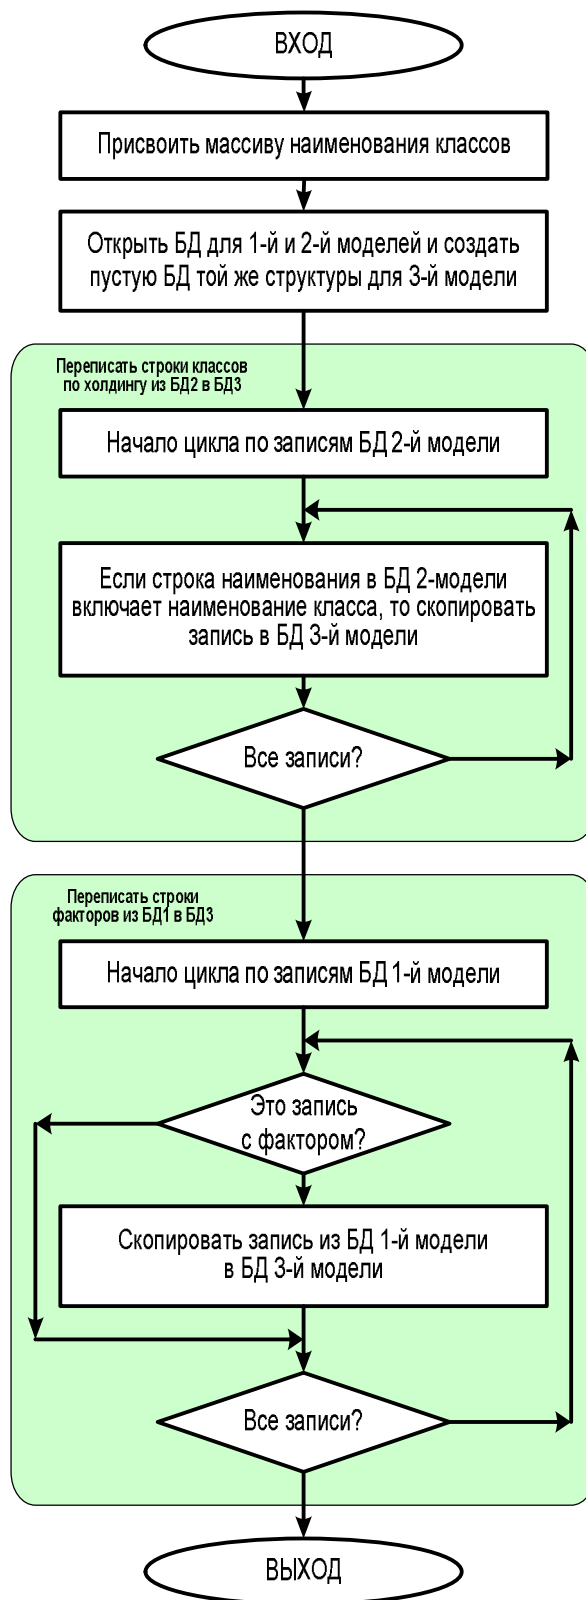 ВХОД
Присвоить массиву наименования классов
Открыть БД для 1-й и 2-й моделей и создать
пустую БД той же структуры для 3-й модели
Переписать строки классов
по холдингу из БД2 в БД3
Начало цикла по записям БД 2-й модели
Если строка наименования в БД 2-модели
включает наименование класса, то скопировать
запись в БД 3-й модели
Все записи?
Переписать строки
факторов из БД1 в БД3
Начало цикла по записям БД 1-й модели
Это запись
с фактором?
Скопировать запись из БД 1-й модели
в БД 3-й модели
Все записи?
ВЫХОД